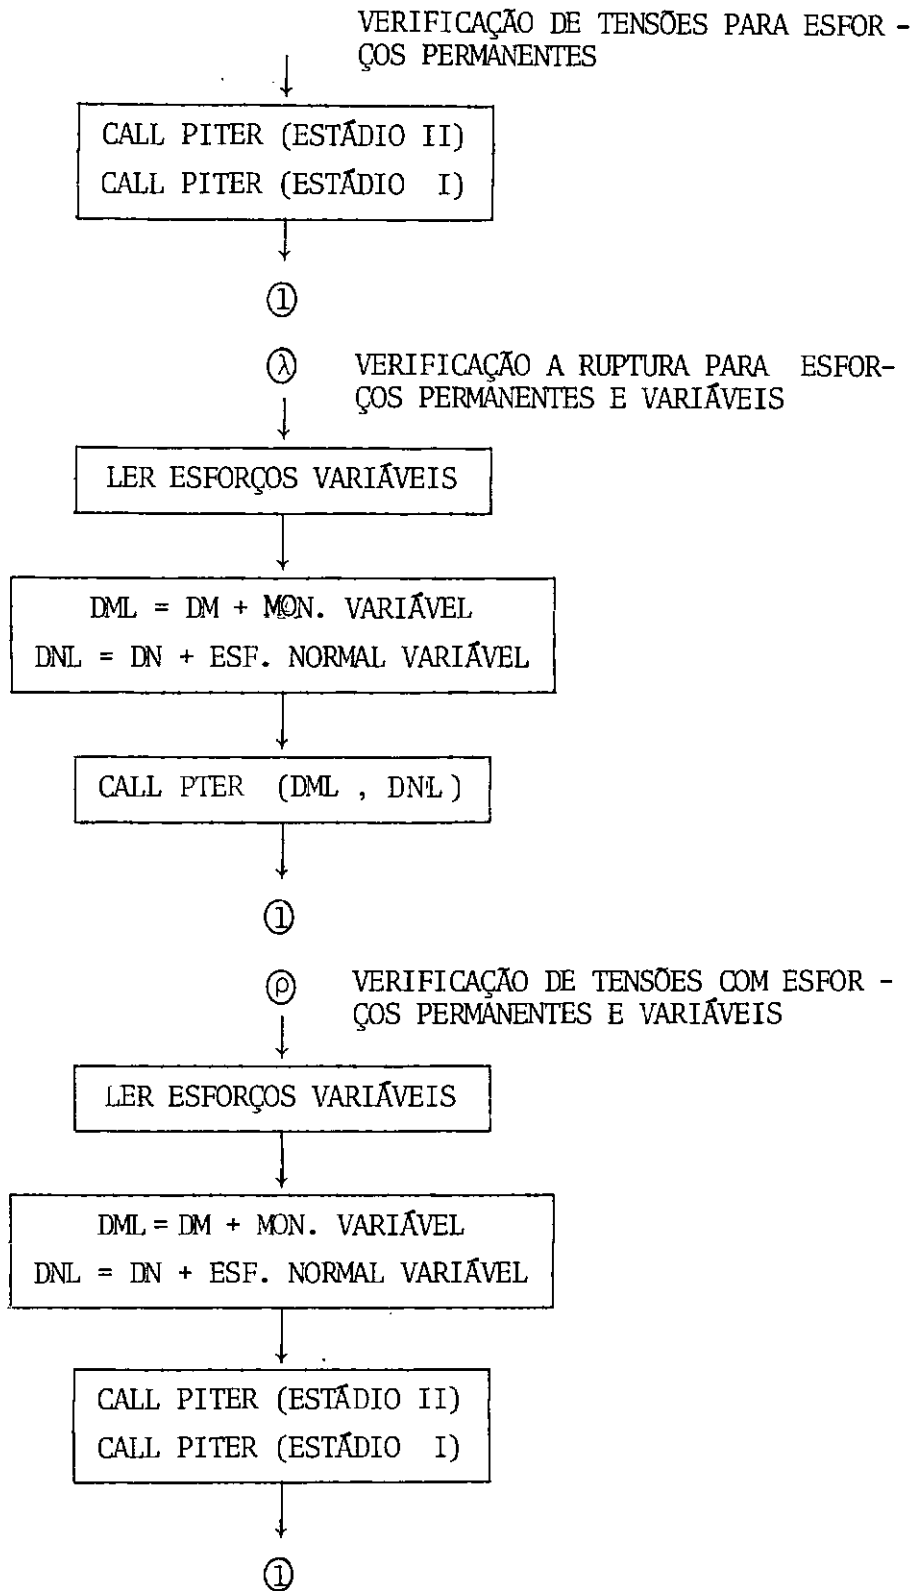 VERIFICAÇÃO DE TENSÕES PARA ESFOR -
ÇOS PERMANENTES
CALL PITER (ESTÁDIO II)
CALL PITER (ESTÁDIO I)
①
λ VERIFICAÇÃO A RUPTURA PARA ESFOR-
ÇOS PERMANENTES E VARIÁVEIS
LER ESFORÇOS VARIÁVEIS
DML = DM + MON. VARIÁVEL
DNL = DN + ESF. NORMAL VARIÁVEL
CALL PTER (DML , DNL)
①
ρ VERIFICAÇÃO DE TENSÕES COM ESFOR -
ÇOS PERMANENTES E VARIÁVEIS
LER ESFORÇOS VARIÁVEIS
DML = DM + MON. VARIÁVEL
DNL = DN + ESF. NORMAL VARIÁVEL
CALL PITER (ESTÁDIO II)
CALL PITER (ESTÁDIO I)
①